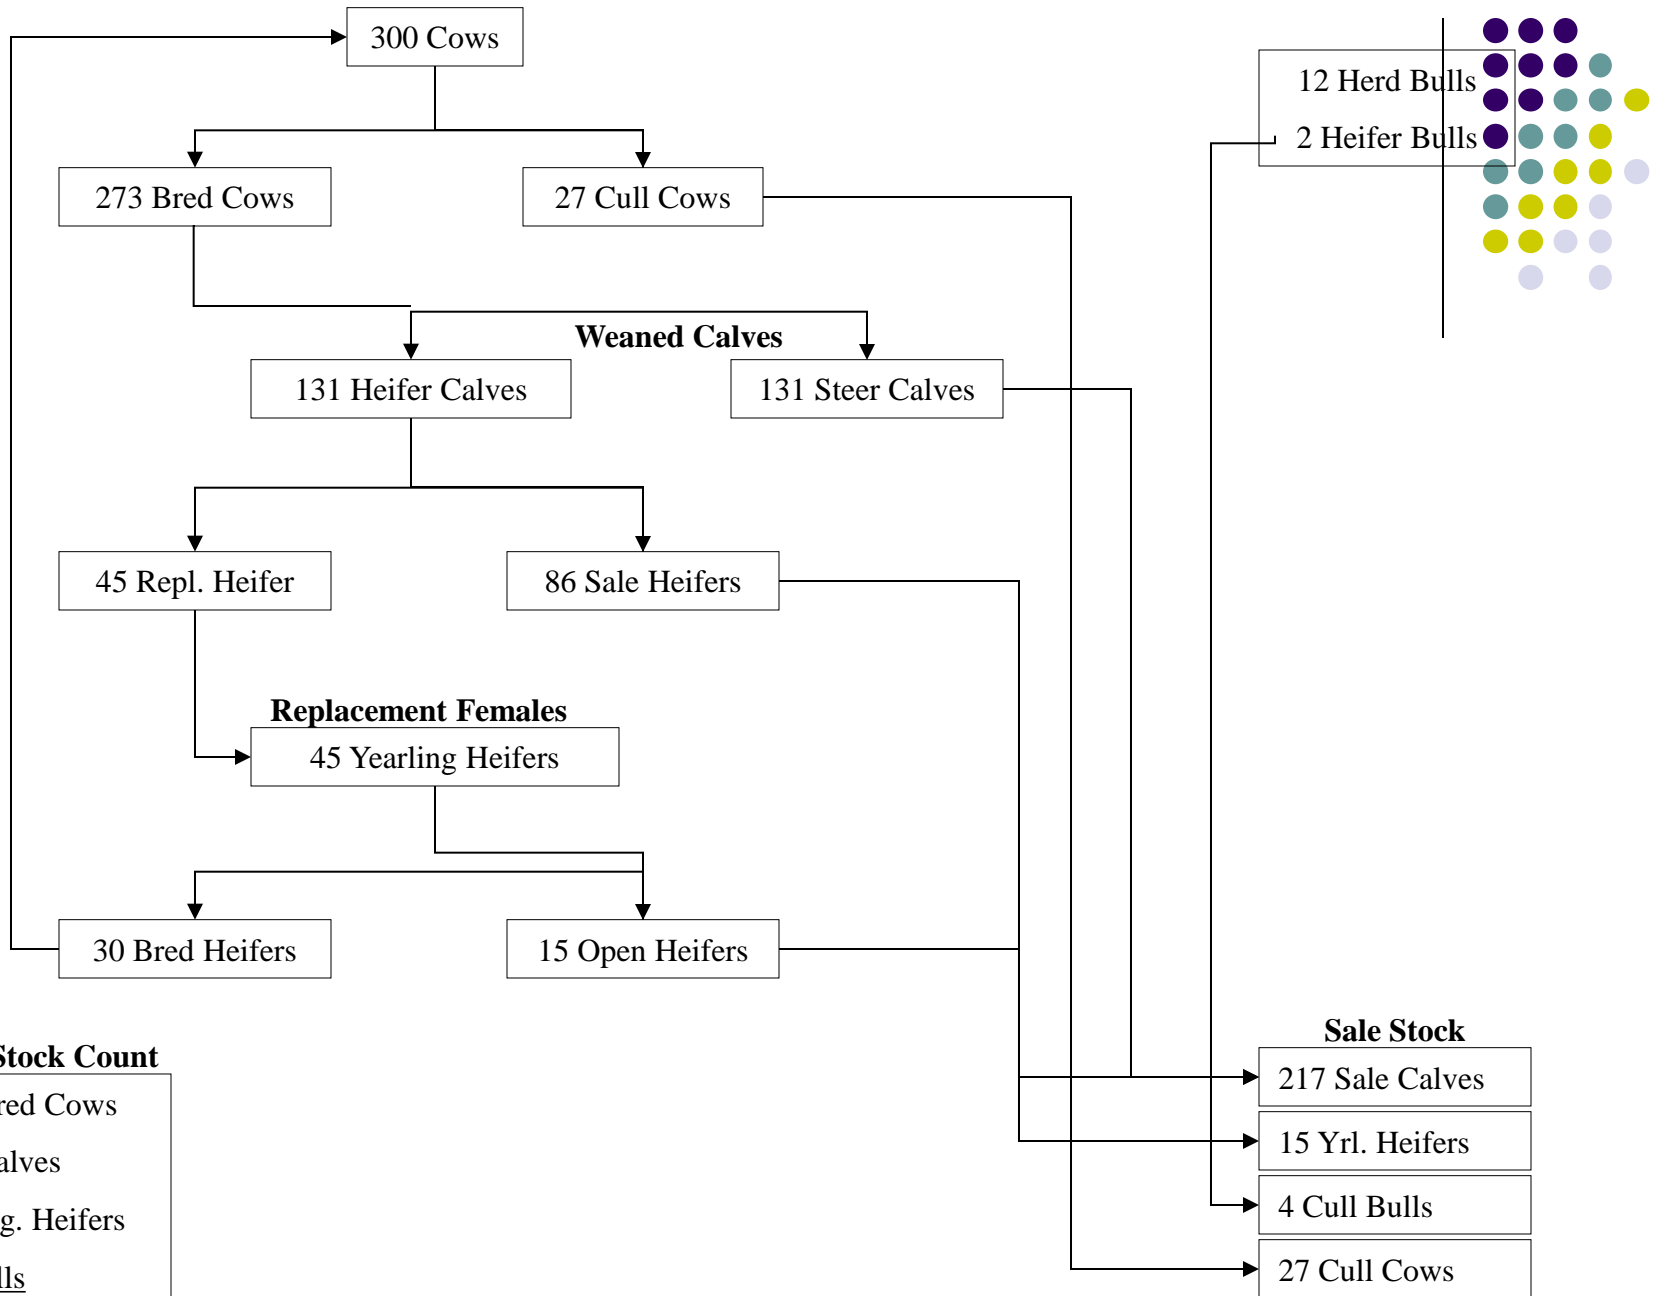 300 Cows
12 Herd Bulls
2 Heifer Bulls
273 Bred Cows
27 Cull Cows
Weaned Calves
131 Heifer Calves
131 Steer Calves
45 Repl. Heifer
86 Sale Heifers
Replacement Females
45 Yearling Heifers
30 Bred Heifers
15 Open Heifers
Stock Count
Cows
Heifers
Sale Stock
217 Sale Calves
15 Yrl. Heifers
4 Cull Bulls
27 Cull Cows